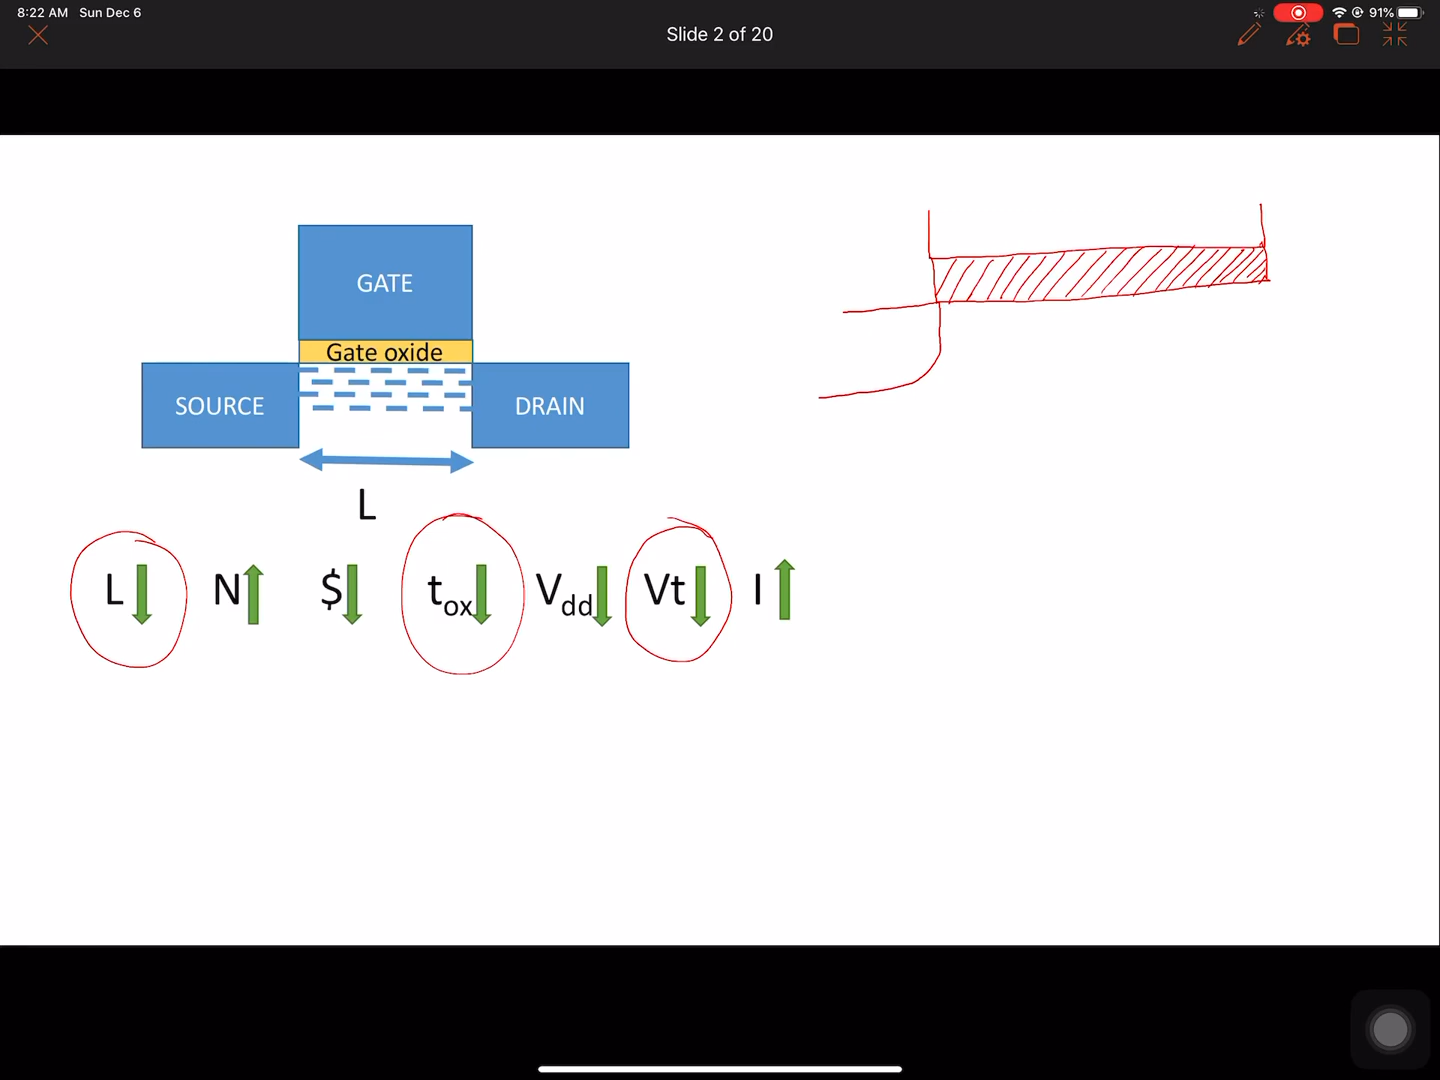 8:22 AM Sun Dec 6
91%
Slide 2 of 20
GATE
Gate oxide
SOURCE
DRAIN
L
L N $ tox Vdd Vt I